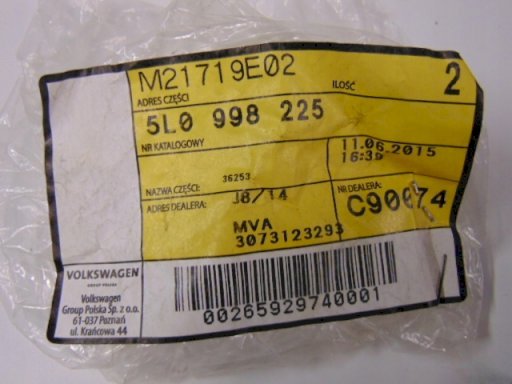 M21719E02
ADRES CZĘŚCI
ILOŚĆ
2
5L0 998 225
NR KATALOGOWY
11.06.2015
16:39
36253
NAZWA CZĘŚCI:
J8/14
ADRES DEALERA:
NR DEALERA:
C90074
MVA
3073123293
VOLKSWAGEN
GROUP POLSKA
Volkswagen
Group Polska Sp. z o.o.
61-037 Poznań
ul. Krańcowa 44
00265929740001